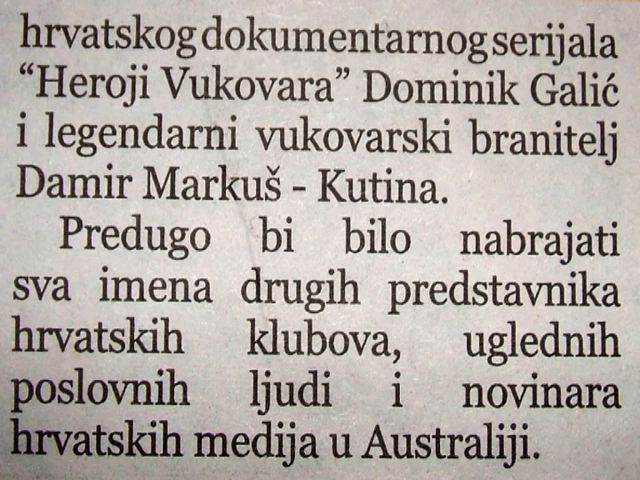 hrvatskog dokumentarnog serijala
“Heroji Vukovara” Dominik Galić
i legendarni vukovarski branitelj
Damir Markuš - Kutina.
Predugo bi bilo nabrajati
sva imena drugih predstavnika
hrvatskih klubova, uglednih
poslovnih ljudi i novinara
hrvatskih medija u Australiji.